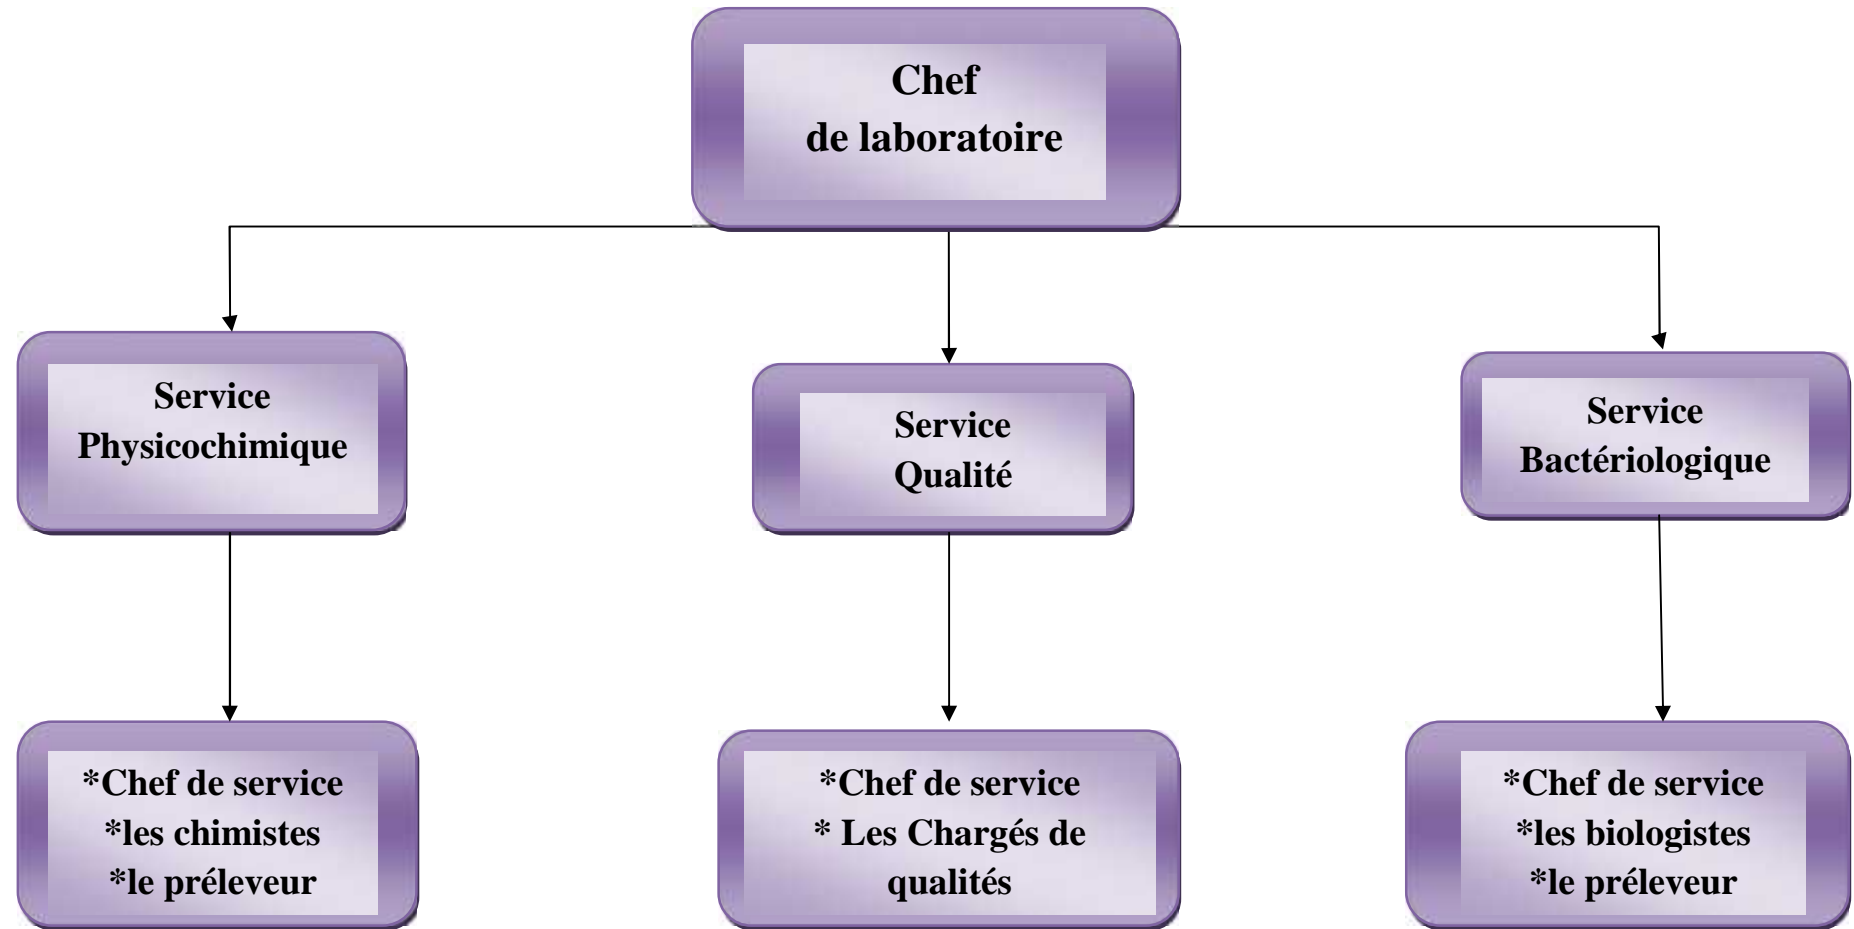 Chef
de laboratoire
Service
Physicochimique
Service
Qualité
Service
Bactériologique
*Chef de service
*les chimistes
*le préleveur
*Chef de service
* Les Chargés de
qualités
*Chef de service
*les biologistes
*le préleveur